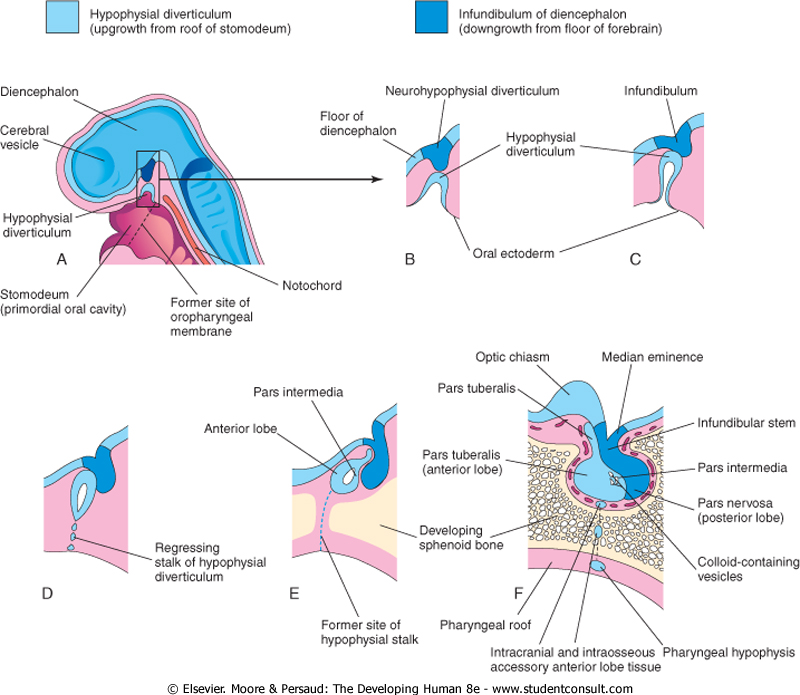 Hypophysial diverticulum
(upgrowth from roof of stomodeum)
Infundibulum of diencephalon
(downgrowth from floor of forebrain)
Diencephalon
Cerebral
vesicle
Hypophysial
diverticulum
A
Stomodeum
(primordial oral cavity)
Former site of
oropharyngeal
membrane
Notochord
Neurohypophysial diverticulum
Floor of
diencephalon
Hypophysial
diverticulum
B
Oral ectoderm
Infundibulum
C
Regressing
stalk of hypophysial
diverticulum
D
Pars intermedia
Anterior lobe
E
Developing
sphenoid bone
Former site of
hypophysial stalk
Optic chiasm
Median eminence
Pars tuberalis
Infundibular stem
Pars tuberalis
(anterior lobe)
Pars intermedia
Pars nervosa
(posterior lobe)
Colloid-containing
vesicles
F
Pharyngeal roof
Intracranial and intraosseous
accessory anterior lobe tissue
Pharyngeal hypophysis
© Elsevier. Moore & Persaud: The Developing Human 8e - www.studentconsult.com